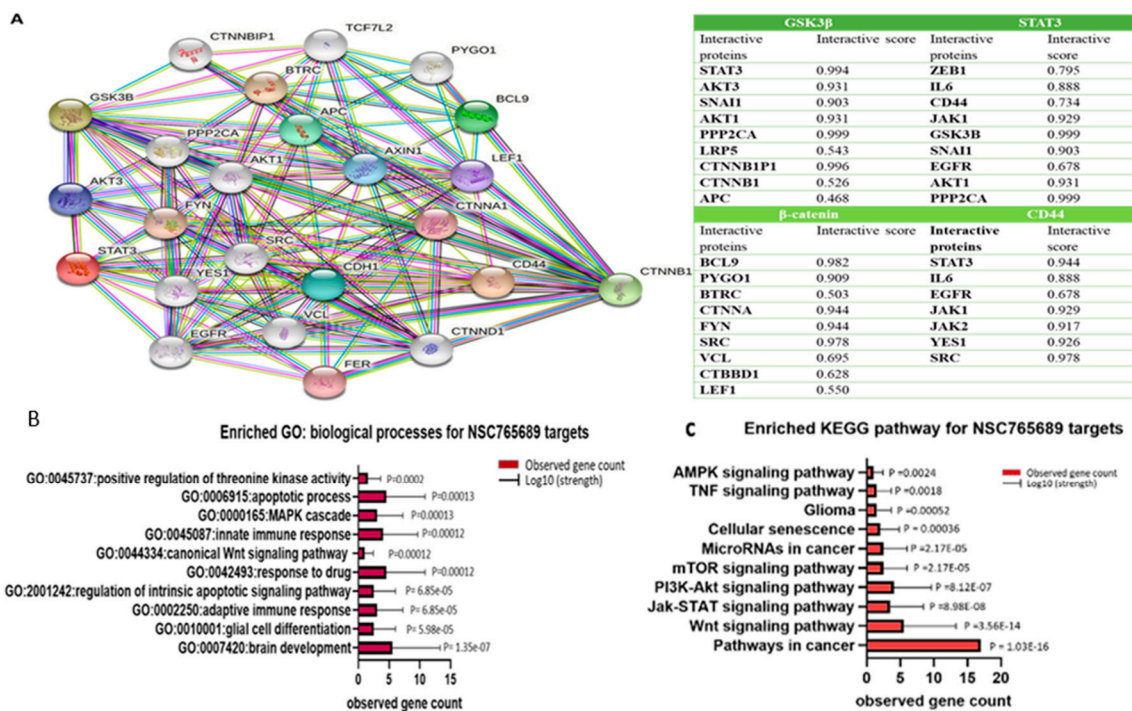 A
CTNNBIP1
TCF7L2
PYGO1
BTRC
GSK3B
BCL9
APC
PPP2CA
AKT1
AXIN1
LEF1
AKT3
FYN
CTNNA1
SRC
STAT3
YES1
CDH1
CD44
CTNNB1
VCL
EGFR
CTNND1
FER
GSK3β STAT3
Interactive proteins Interactive score Interactive proteins Interactive score
STAT3 0.994 ZEB1 0.795
AKT3 0.931 IL6 0.888
SNAI1 0.903 CD44 0.734
AKT1 0.931 JAK1 0.929
PPP2CA 0.999 GSK3B 0.999
LRP5 0.543 SNAI1 0.903
CTNNB1P1 0.996 EGFR 0.678
CTNNB1 0.526 AKT1 0.931
APC 0.468 PPP2CA 0.999
β-catenin CD44
Interactive proteins Interactive score Interactive proteins Interactive score
BCL9 0.982 STAT3 0.944
PYGO1 0.909 IL6 0.888
BTRC 0.503 EGFR 0.678
CTNNA 0.944 JAK1 0.929
FYN 0.944 JAK2 0.917
SRC 0.978 YES1 0.926
VCL 0.695 SRC 0.978
CTBBD1 0.628
LEF1 0.550
B
Enriched GO: biological processes for NSC765689 targets
Observed gene count
Log10 (strength)
GO:0045737:positive regulation of threonine kinase activity P=0.0002
GO:0006915:apoptotic process P=0.00013
GO:0000165:MAPK cascade P=0.00013
GO:0045087:innate immune response P=0.00012
GO:0044334:canonical Wnt signaling pathway P=0.00012
GO:0042493:response to drug P=0.00012
GO:2001242:regulation of intrinsic apoptotic signaling pathway P= 6.85e-05
GO:0002250:adaptive immune response P= 6.85e-05
GO:0010001:glial cell differentiation P= 5.98e-05
GO:0007420:brain development P= 1.35e-07
0 5 10 15
observed gene count
C
Enriched KEGG pathway for NSC765689 targets
Observed gene count
Log10 (strength)
AMPK signaling pathway P =0.0024
TNF signaling pathway P =0.0018
Glioma P =0.00052
Cellular senescence P = 0.00036
MicroRNAs in cancer P =2.17E-05
mTOR signaling pathway P =2.17E-05
PI3K-Akt signaling pathway P =8.12E-07
Jak-STAT signaling pathway P =8.98E-08
Wnt signaling pathway P =3.56E-14
Pathways in cancer P = 1.03E-16
0 5 10 15 20
observed gene count